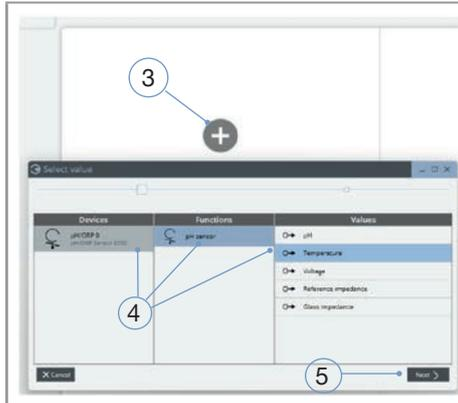 3
Select value
Devices Functions Values
pH/ORP 8 pH sensor pH
Temperature
Voltage
Reference impedance
Glass impedance
4
5
Cancel Next